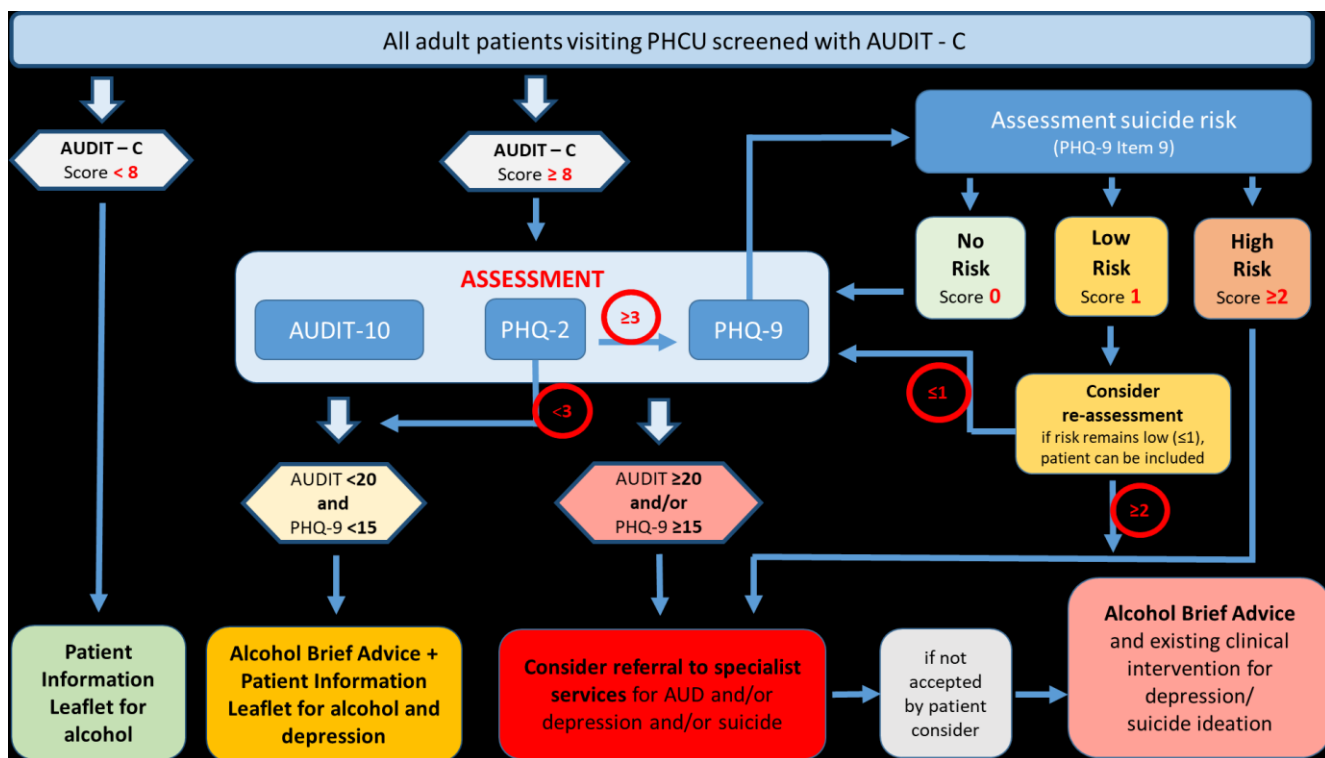 All adult patients visiting PHCU screened with AUDIT - C
AUDIT – C
Score < 8
AUDIT – C
Score ≥ 8
Assessment suicide risk
(PHQ-9 Item 9)
No
Risk
Score 0
Low
Risk
Score 1
High
Risk
Score ≥2
ASSESSMENT
AUDIT-10
PHQ-2
≥3
PHQ-9
<3
≤1
Consider
re-assessment
if risk remains low (≤1),
patient can be included
≥2
AUDIT <20
and
PHQ-9 <15
AUDIT ≥20
and/or
PHQ-9 ≥15
Patient
Information
Leaflet for
alcohol
Alcohol Brief Advice +
Patient Information
Leaflet for alcohol and
depression
Consider referral to specialist
services for AUD and/or
depression and/or suicide
if not
accepted
by patient
consider
Alcohol Brief Advice
and existing clinical
intervention for
depression/
suicide ideation